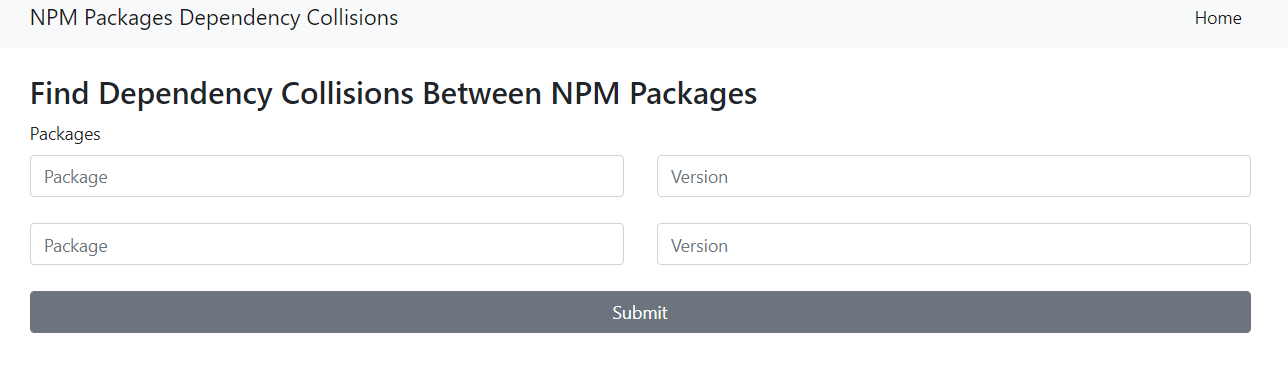 NPM Packages Dependency Collisions Home
Find Dependency Collisions Between NPM Packages
Packages
Package Version
Package Version
Submit